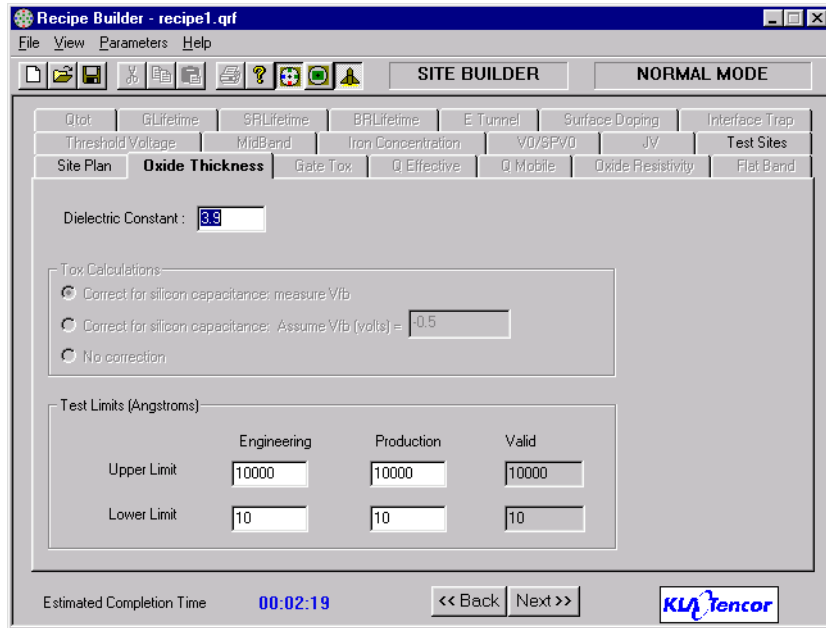 Recipe Builder - recipe1.qrf
File View Parameters Help
SITE BUILDER NORMAL MODE
Qtot GLifetime SRLifetime BRLifetime E Tunnel Surface Doping Interface Trap
Threshold Voltage MidBand Iron Concentration V0/SPV0 JV Test Sites
Site Plan Oxide Thickness Gate Tox Q Effective Q Mobile Oxide Resistivity Flat Band
Dielectric Constant : 3.9
Tox Calculations
Correct for silicon capacitance: measure Vfb
Correct for silicon capacitance: Assume Vfb (volts) = -0.5
No correction
Test Limits (Angstroms)
Engineering Production Valid
Upper Limit 10000 10000 10000
Lower Limit 10 10 10
Estimated Completion Time 00:02:19 << Back Next >> KLA Tencor